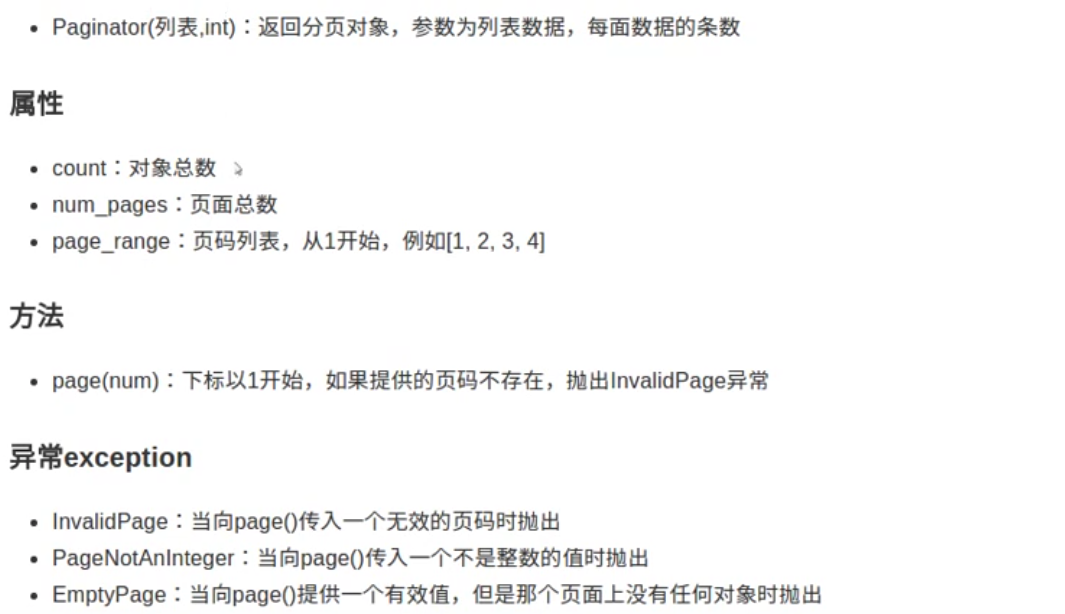 Paginator(列表,int)：返回分页对象，参数为列表数据，每面数据的条数
属性
count：对象总数
num_pages：页面总数
page_range：页码列表，从1开始，例如[1, 2, 3, 4]
方法
page(num)：下标以1开始，如果提供的页码不存在，抛出InvalidPage异常
异常exception
InvalidPage：当向page()传入一个无效的页码时抛出
PageNotAnInteger：当向page()传入一个不是整数的值时抛出
EmptyPage：当向page()提供一个有效值，但是那个页面上没有任何对象时抛出